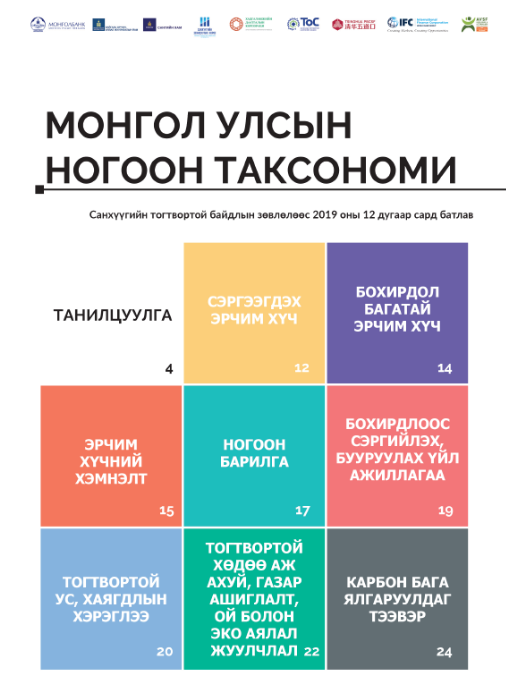 МОНГОЛБАНК
ToC
IFC
МОНГОЛ УЛСЫН
НОГООН ТАКСОНОМИ
Санхүүгийн тогтвортой байдлын зөвлөлөөс 2019 оны 12 дугаар сард батлав
ТАНИЛЦУУЛГА
4
СЭРГЭЭГДЭХ
ЭРЧИМ ХҮЧ
12
БОХИРДОЛ
БАГАТАЙ
ЭРЧИМ ХҮЧ
14
ЭРЧИМ
ХҮЧНИЙ
ХЭМНЭЛТ
15
НОГООН
БАРИЛГА
17
БОХИРДЛООС
СЭРГИЙЛЭХ,
БУУРУУЛАХ ҮЙЛ
АЖИЛЛАГАА
19
ТОГТВОРТОЙ
УС, ХАЯГДЛЫН
ХЭРЭГЛЭЭ
20
ТОГТВОРТОЙ
ХӨДӨӨ АЖ
АХУЙ, ГАЗАР
АШИГЛАЛТ,
ОЙ БОЛОН
ЭКО АЯЛАЛ
ЖУУЛЧЛАЛ 22
КАРБОН БАГА
ЯЛГАРУУЛДАГ
ТЭЭВЭР
24